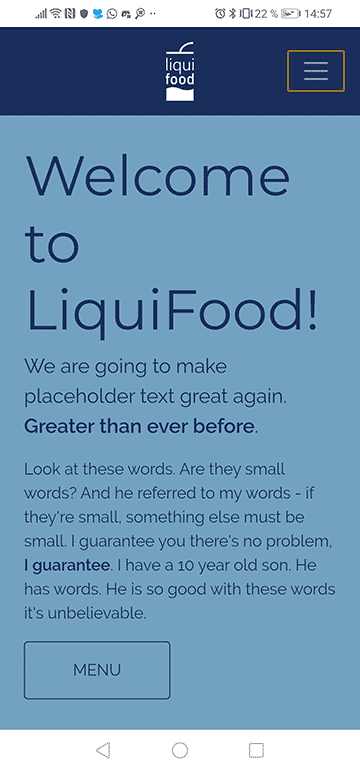 22 % 14:57
liqui
food
Welcome
to
LiquiFood!
We are going to make
placeholder text great again.
Greater than ever before.
Look at these words. Are they small
words? And he referred to my words - if
they're small, something else must be
small. I guarantee you there's no problem,
I guarantee. I have a 10 year old son. He
has words. He is so good with these words
it's unbelievable.
MENU